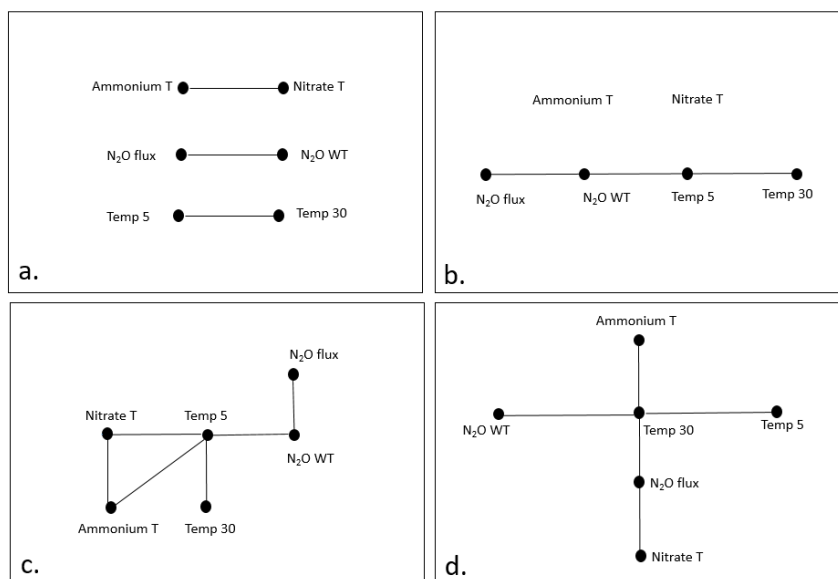 Ammonium T
Nitrate T
N₂O flux
N₂O WT
Temp 5
Temp 30
a.
Ammonium T
Nitrate T
N₂O flux
N₂O WT
Temp 5
Temp 30
b.
N₂O flux
Nitrate T
Temp 5
N₂O WT
Ammonium T
Temp 30
c.
Ammonium T
N₂O WT
Temp 30
Temp 5
N₂O flux
Nitrate T
d.